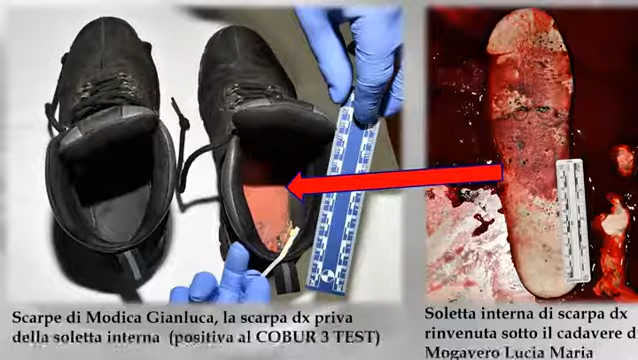 Scarpe di Modica Gianluca, la scarpa dx priva
della soletta interna (positiva al COBUR 3 TEST)
Soletta interna di scarpa dx
rinvenuta sotto il cadavere d
Mogavero Lucia Maria